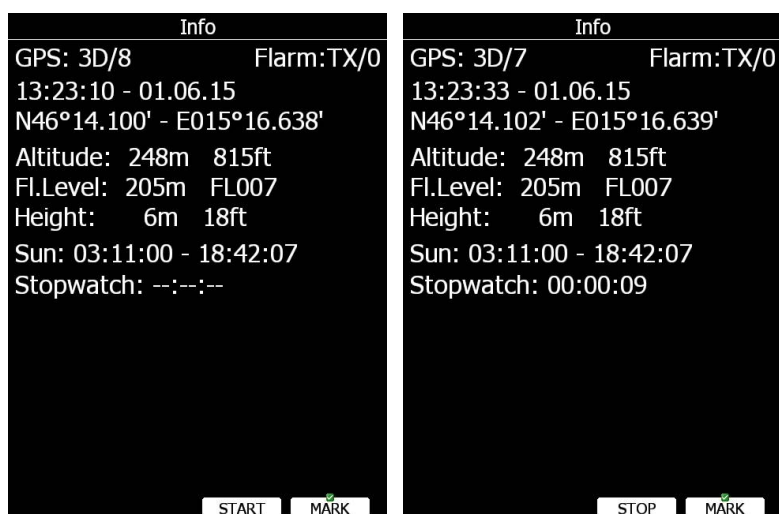 Info
GPS: 3D/8 Flarm:TX/0
13:23:10 - 01.06.15
N46°14.100' - E015°16.638'
Altitude: 248m 815ft
Fl.Level: 205m FL007
Height: 6m 18ft
Sun: 03:11:00 - 18:42:07
Stopwatch: --:--:--
START MARK
Info
GPS: 3D/7 Flarm:TX/0
13:23:33 - 01.06.15
N46°14.102' - E015°16.639'
Altitude: 248m 815ft
Fl.Level: 205m FL007
Height: 6m 18ft
Sun: 03:11:00 - 18:42:07
Stopwatch: 00:00:09
STOP MARK